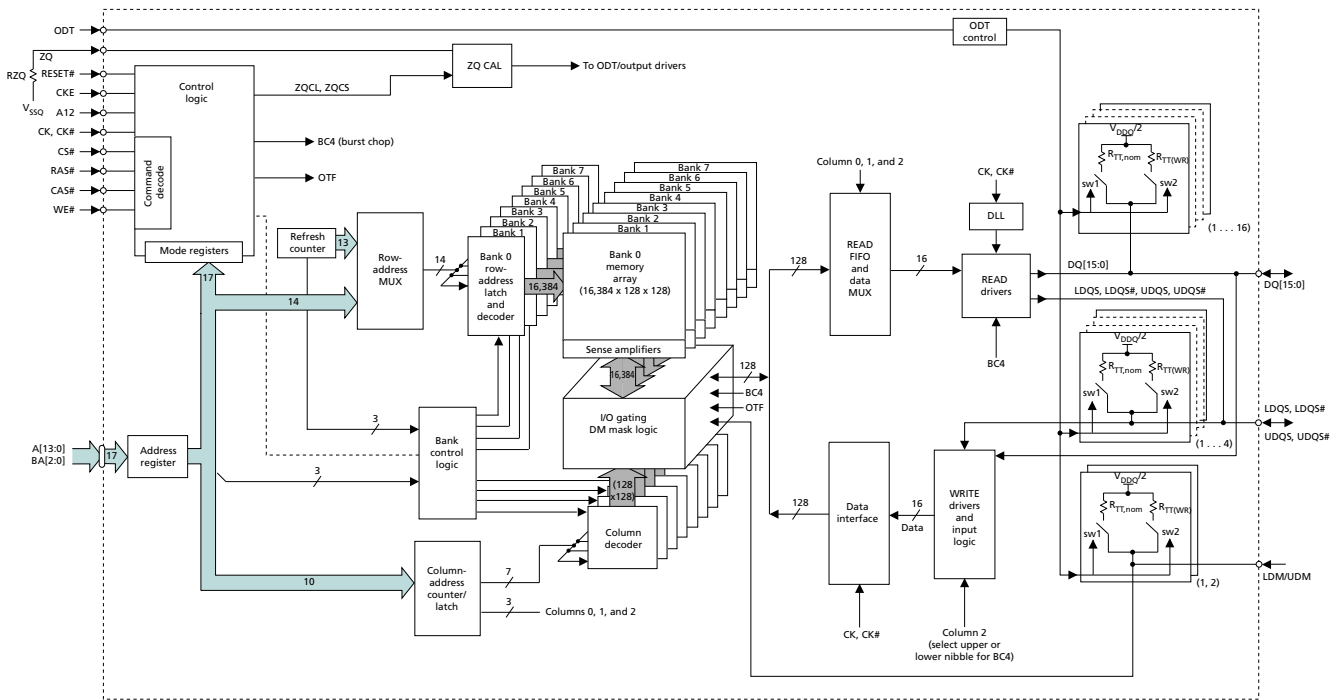 ODT
ODT
control
ZQ
RZQ
VSSQ
RESET#
CKE
A12
CK, CK#
CS#
RAS#
CAS#
WE#
Control
logic
Command
decode
Mode registers
ZQCL, ZQCS
ZQ CAL
To ODT/output drivers
BC4 (burst chop)
OTF
Refresh
counter
13
Row-
address
MUX
14
17
14
Bank 7
Bank 6
Bank 5
Bank 4
Bank 3
Bank 2
Bank 1
Bank 0
row-
address
latch
and
decoder
16,384
Bank 7
Bank 6
Bank 5
Bank 4
Bank 3
Bank 2
Bank 1
Bank 0
memory
array
(16,384 x 128 x 128)
Sense amplifiers
16,384
I/O gating
DM mask logic
128
BC4
OTF
(128
x128)
Column
decoder
3
Bank
control
logic
3
A[13:0]
BA[2:0]
17
Address
register
10
Column-
address
counter/
latch
7
3
Columns 0, 1, and 2
Column 0, 1, and 2
128
READ
FIFO
and
data
MUX
16
CK, CK#
DLL
READ
drivers
BC4
DQ[15:0]
LDQS, LDQS#, UDQS, UDQS#
128
Data
interface
CK, CK#
16
Data
WRITE
drivers
and
input
logic
Column 2
(select upper or
lower nibble for BC4)
VDDQ/2
RTT,nom
RTT(WR)
sw1
sw2
(1 . . . 16)
DQ[15:0]
VDDQ/2
RTT,nom
RTT(WR)
sw1
sw2
(1 . . . 4)
LDQS, LDQS#
UDQS, UDQS#
VDDQ/2
RTT,nom
RTT(WR)
sw1
sw2
(1, 2)
LDM/UDM